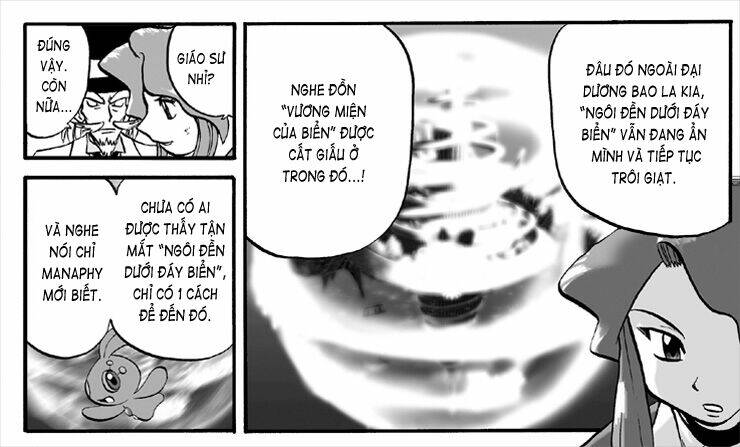 ĐÂU ĐÓ NGOÀI ĐẠI
DƯƠNG BAO LA KIA,
"NGÔI ĐỀN DƯỚI ĐÁY
BIỂN" VẪN ĐANG ẨN
MÌNH VÀ TIẾP TỤC
TRÔI GIẠT.
NGHE ĐỒN
"VƯƠNG MIỆN
CỦA BIỂN" ĐƯỢC
CẤT GIẤU Ở
TRONG ĐÓ...!
GIÁO SƯ
NHỈ?
ĐÚNG
VẬY.
CÒN
NỮA...
CHƯA CÓ AI
ĐƯỢC THẤY TẬN
MẮT "NGÔI ĐỀN
DƯỚI ĐÁY BIỂN",
CHỈ CÓ 1 CÁCH
ĐỂ ĐẾN ĐÓ.
VÀ NGHE
NÓI CHỈ
MANAPHY
MỚI BIẾT.